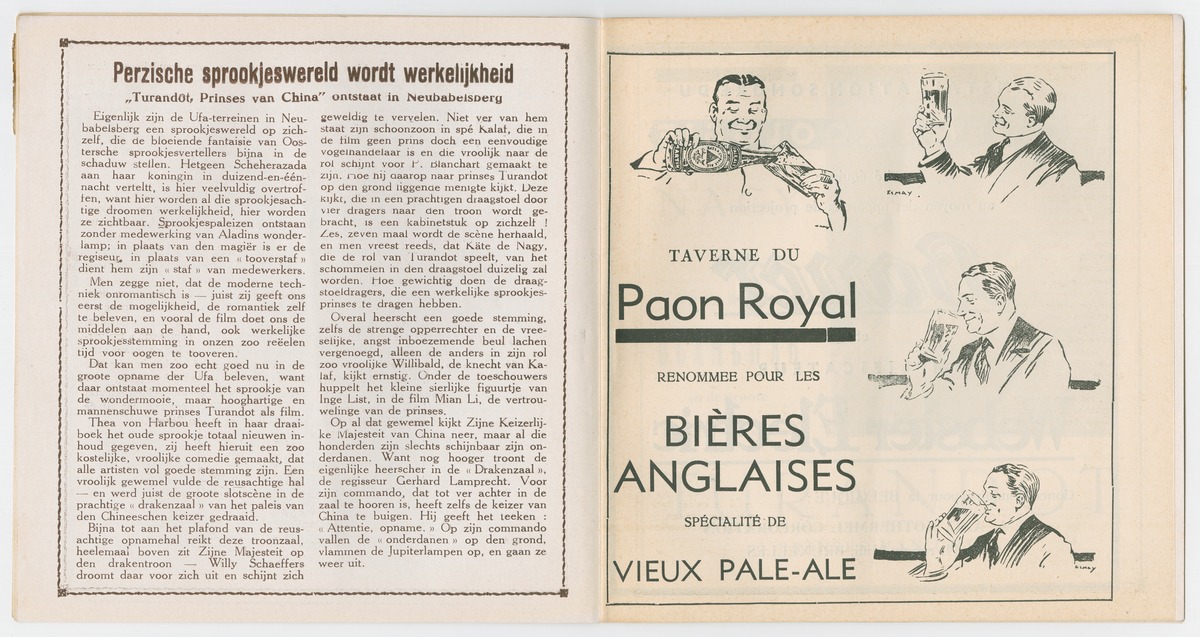 Perzische sprookjeswereld wordt werkelijkheid
„Turandot, Prinses van China” ontstaat in Neubabelsberg
Eigenlijk zijn de Ufa-terreinen in Neu-
babelsberg een sprookjeswereld op zich-
zelf, die de bloeiende fantaisie van Oos-
tersche sprookjesvertellers bijna in de
schaduw stellen. Hetgeen Scheherazada
aan haar koningin in duizend-en-één-
nacht verteltt, is hier veelvuldig overtrof-
fen, want hier worden al die sprookjesach-
tige droomen werkelijkheid, hier worden
ze zichtbaar. Sprookjespaleizen ontstaan
zonder medewerking van Aladins wonder-
lamp; in plaats van den magiër is er de
regiseur, in plaats van een « tooverstaf »
dient hem zijn « staf » van medewerkers.
Men zegge niet, dat de moderne tech-
niek onromantisch is — juist zij geeft ons
eerst de mogelijkheid, de romantiek zelf
te beleven, en vooral de film doet ons de
middelen aan de hand, ook werkelijke
sprookjesstemming in onzen zoo reëelen
tijd voor oogen te tooveren.
Dat kan men zoo echt goed nu in de
groote opname der Ufa beleven, want
daar ontstaat momenteel het sprookje van
de wondermooie, maar hooghartige en
mannenschuwe prinses Turandot als film.
Thea von Harbou heeft in haar draai-
boek het oude sprookje totaal nieuwen in-
houd gegeven, zij heeft hieruit een zoo
kostelijke, vroolijke comedie gemaakt, dat
alle artisten vol goede stemming zijn. Een
vroolijk gewemel vulde de reusachtige hal
— en werd juist de groote slotscène in de
prachtige « drakenzaal » van het paleis van
den Chineeschen keizer gedraaid.
Bijna tot aan het plafond van de reus-
achtige opnamehal reikt deze troonzaal,
heelemaal boven zit Zijne Majesteit op
den drakentroon — Willy Schaeffers
droomt daar voor zich uit en schijnt zich
geweldig te vervelen. Niet ver van hem
staat zijn schoonzoon in spé Kalaf, die in
de film geen prins doch een eenvoudige
vogelhandelaar is en die vroolijk naar de
rol schijnt voor P. Blanchart gemaakt te
zijn. Hoe hij daarop naar prinses Turandot
op den grond liggende menigte kijkt. Deze
kijkt, die in een prachtigen draagstoel door
vier dragers naar den troon wordt ge-
bracht, is een kabinetstuk op zichzelf !
Zes, zeven maal wordt de scène herhaald,
en men vreest reeds, dat Käte de Nagy,
die de rol van Turandot speelt, van het
schommelen in den draagstoel duizelig zal
worden. Hoe gewichtig doen de draag-
stoeldragers, die een werkelijke sprookjes-
prinses te dragen hebben.
Overal heerscht een goede stemming,
zelfs de strenge opperrechter en de vree-
selijke, angst inboezemende beul lachen
vergenoegd, alleen de anders in zijn rol
zoo vroolijke Willibald, de knecht van Ka-
laf, kijkt ernstig. Onder de toeschouwers
huppelt het kleine sierlijke figuurtje van
Inge List, in de film Mian Li, de vertrou-
welinge van de prinses.
Op al dat gewemel kijkt Zijne Keizerlij-
ke Majesteit van China neer, maar al die
honderden zijn slechts schijnbaar zijn on-
derdanen. Want nog hooger troont de
eigenlijke heerscher in de « Drakenzaal »,
de regisseur Gerhard Lamprecht. Voor
zijn commando, dat tot ver achter in de
zaal te hooren is, heeft zelfs de keizer van
China te buigen. Hij geeft het teeken :
« Attentie, opname. » Op zijn commando
vallen de « onderdanen » op den grond,
vlammen de Jupiterlampen op, en gaan ze
weer uit.
ELMAY.
TAVERNE DU
Paon Royal
RENOMMEE POUR LES
BIÈRES
ANGLAISES
SPÉCIALITÉ DE
VIEUX PALE-ALE
ELMAY.